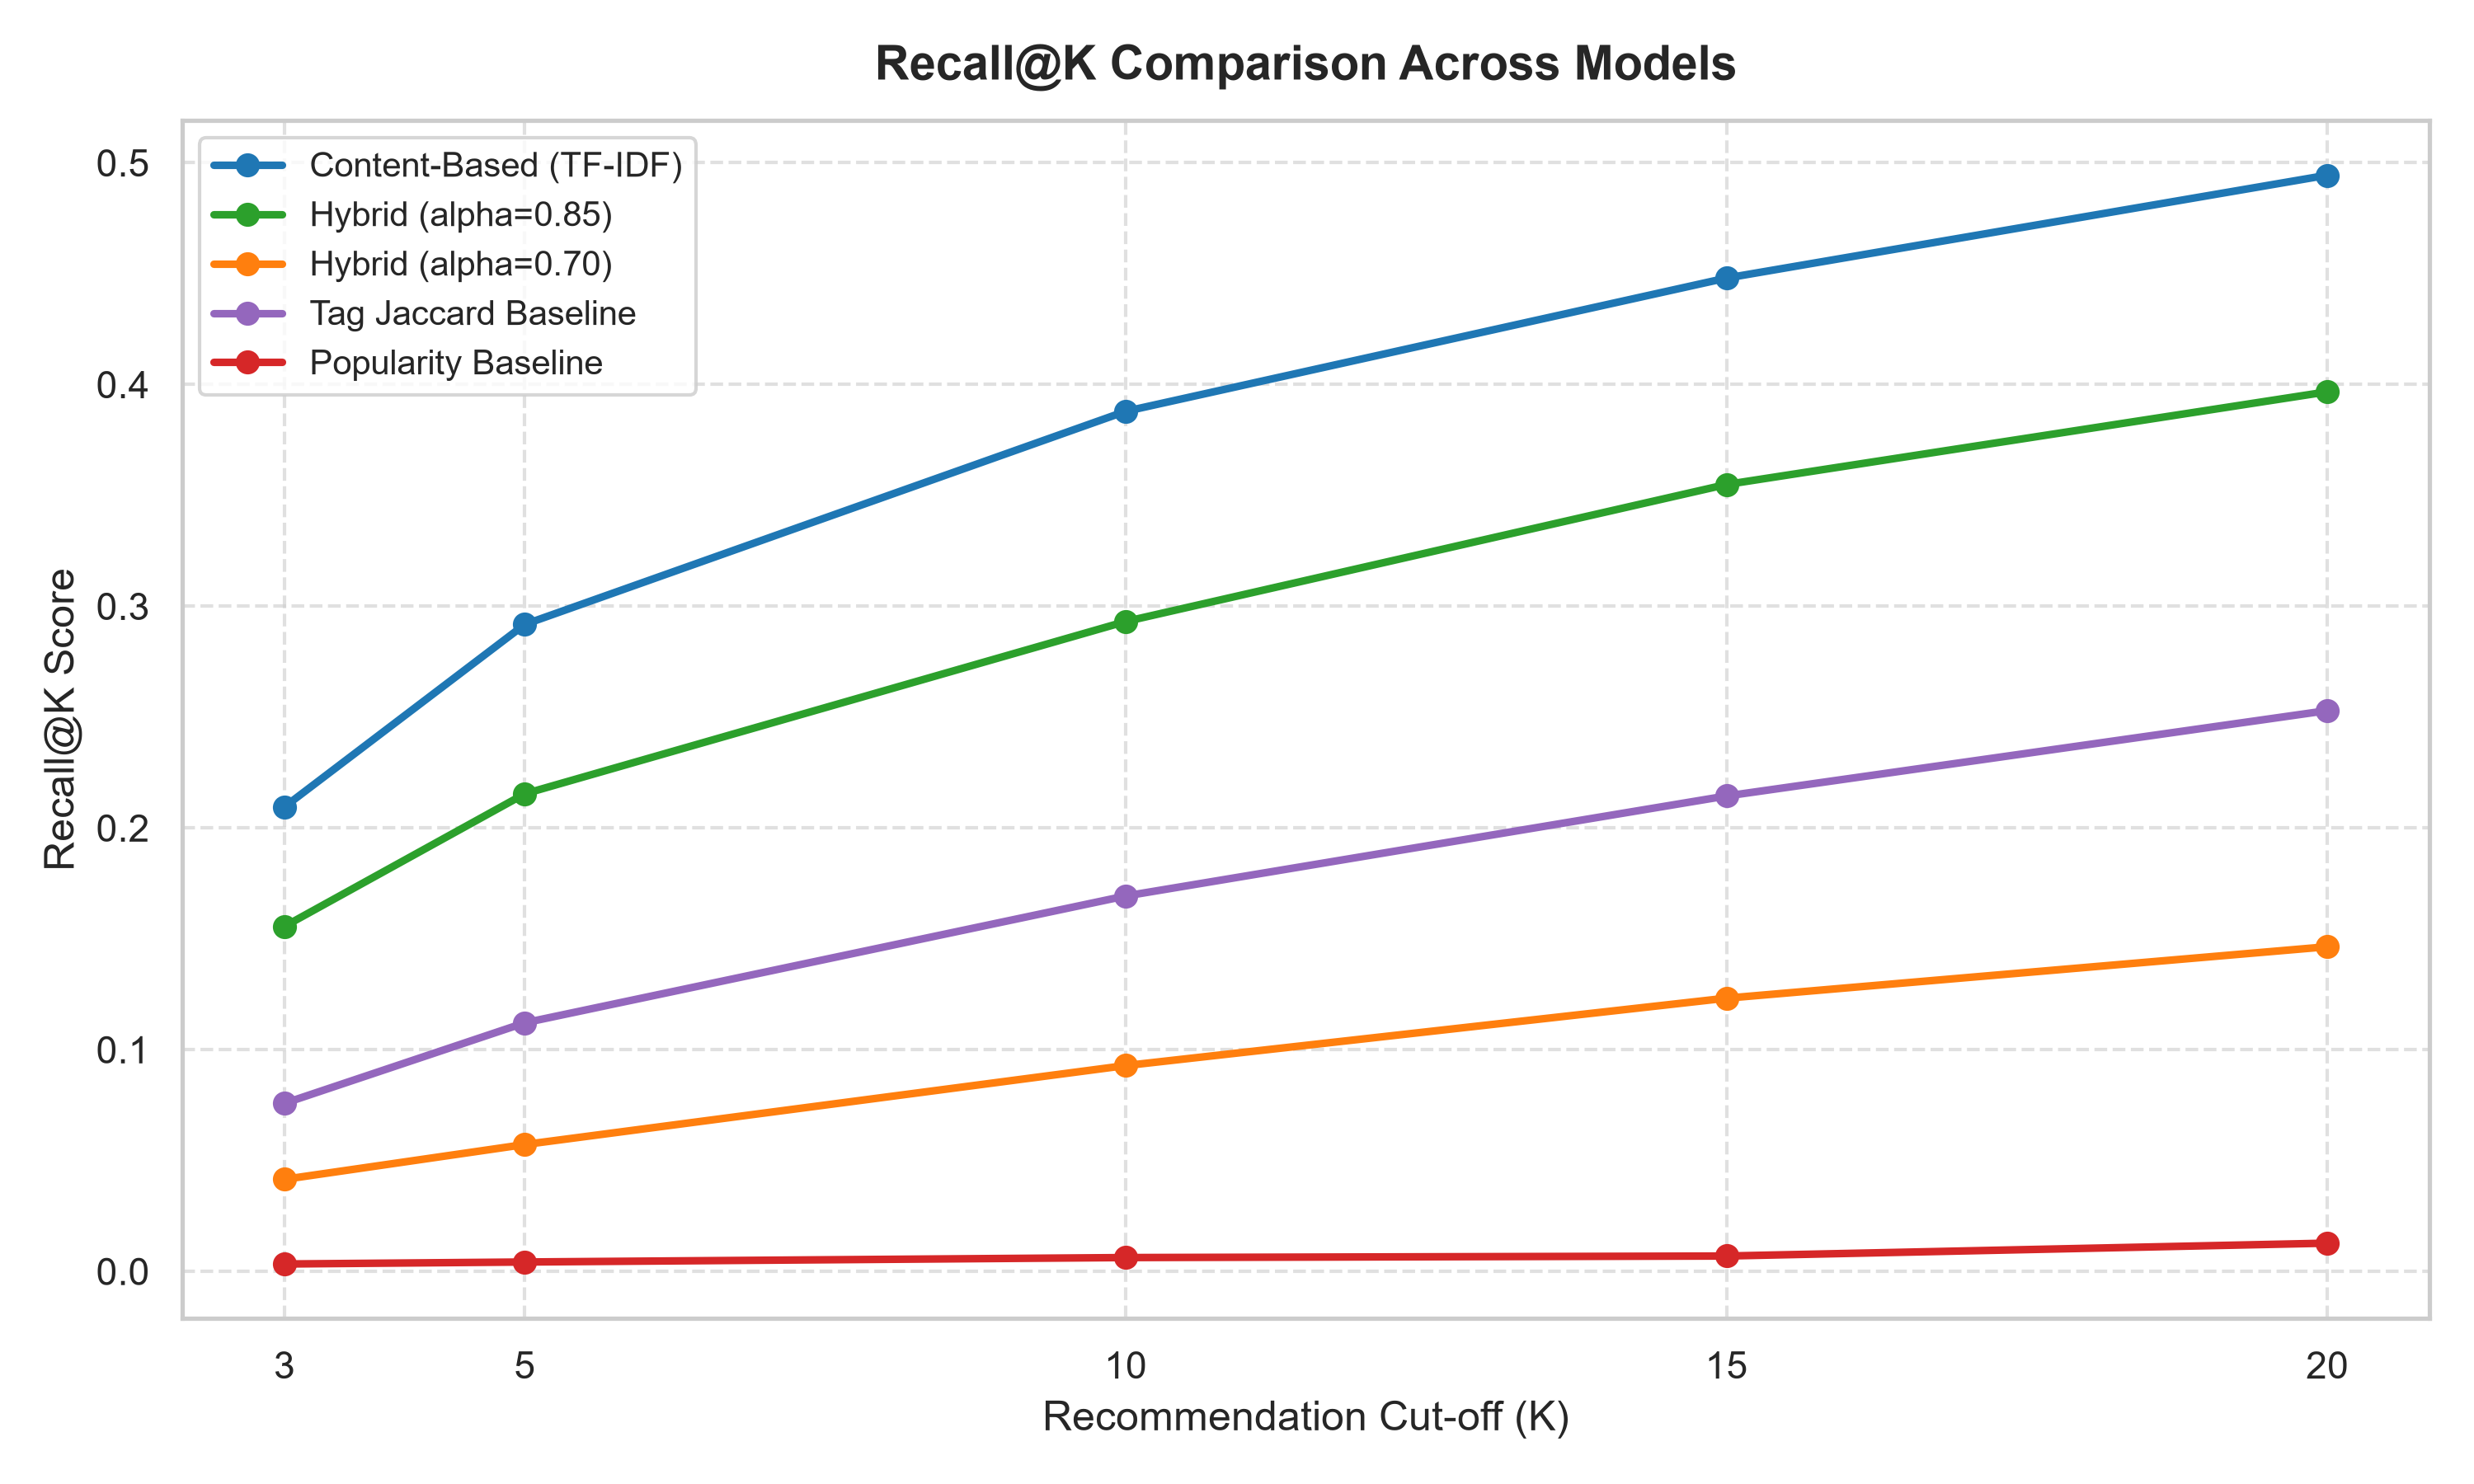 Recall@K Comparison Across Models
Content-Based (TF-IDF)
Hybrid (alpha=0.85)
Hybrid (alpha=0.70)
Tag Jaccard Baseline
Popularity Baseline
Recall@K Score
0.5
0.4
0.3
0.2
0.1
0.0
3 5 10 15 20
Recommendation Cut-off (K)